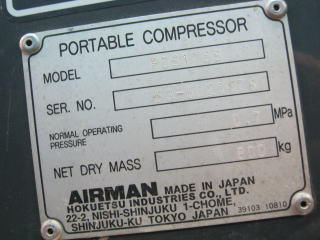 PORTABLE COMPRESSOR
MODEL
SER. NO.
NORMAL OPERATING
PRESSURE
MPa
NET DRY MASS
kg
AIRMAN MADE IN JAPAN
HOKUETSU INDUSTRIES CO., LTD.
22-2, NISHI-SHINJUKU 1-CHOME,
SHINJUKU-KU TOKYO JAPAN
39103 10810